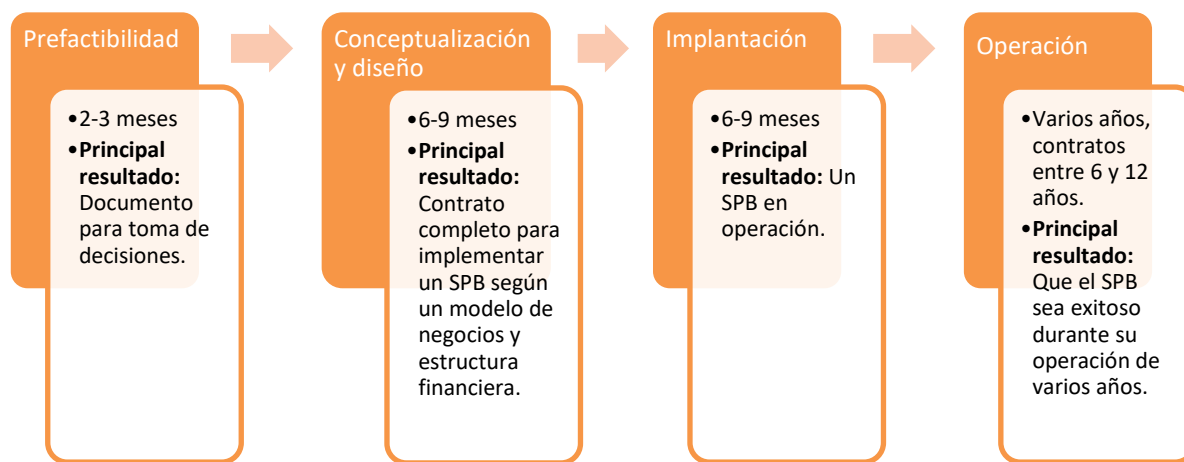 Prefactibilidad
•2-3 meses
•Principal
resultado:
Documento
para toma de
decisiones.
Conceptualización
y diseño
•6-9 meses
•Principal
resultado:
Contrato
completo para
implementar
un SPB según
un modelo de
negocios y
estructura
financiera.
Implantación
•6-9 meses
•Principal
resultado: Un
SPB en
operación.
Operación
•Varios años,
contratos
entre 6 y 12
años.
•Principal
resultado:
Que el SPB
sea exitoso
durante su
operación de
varios años.